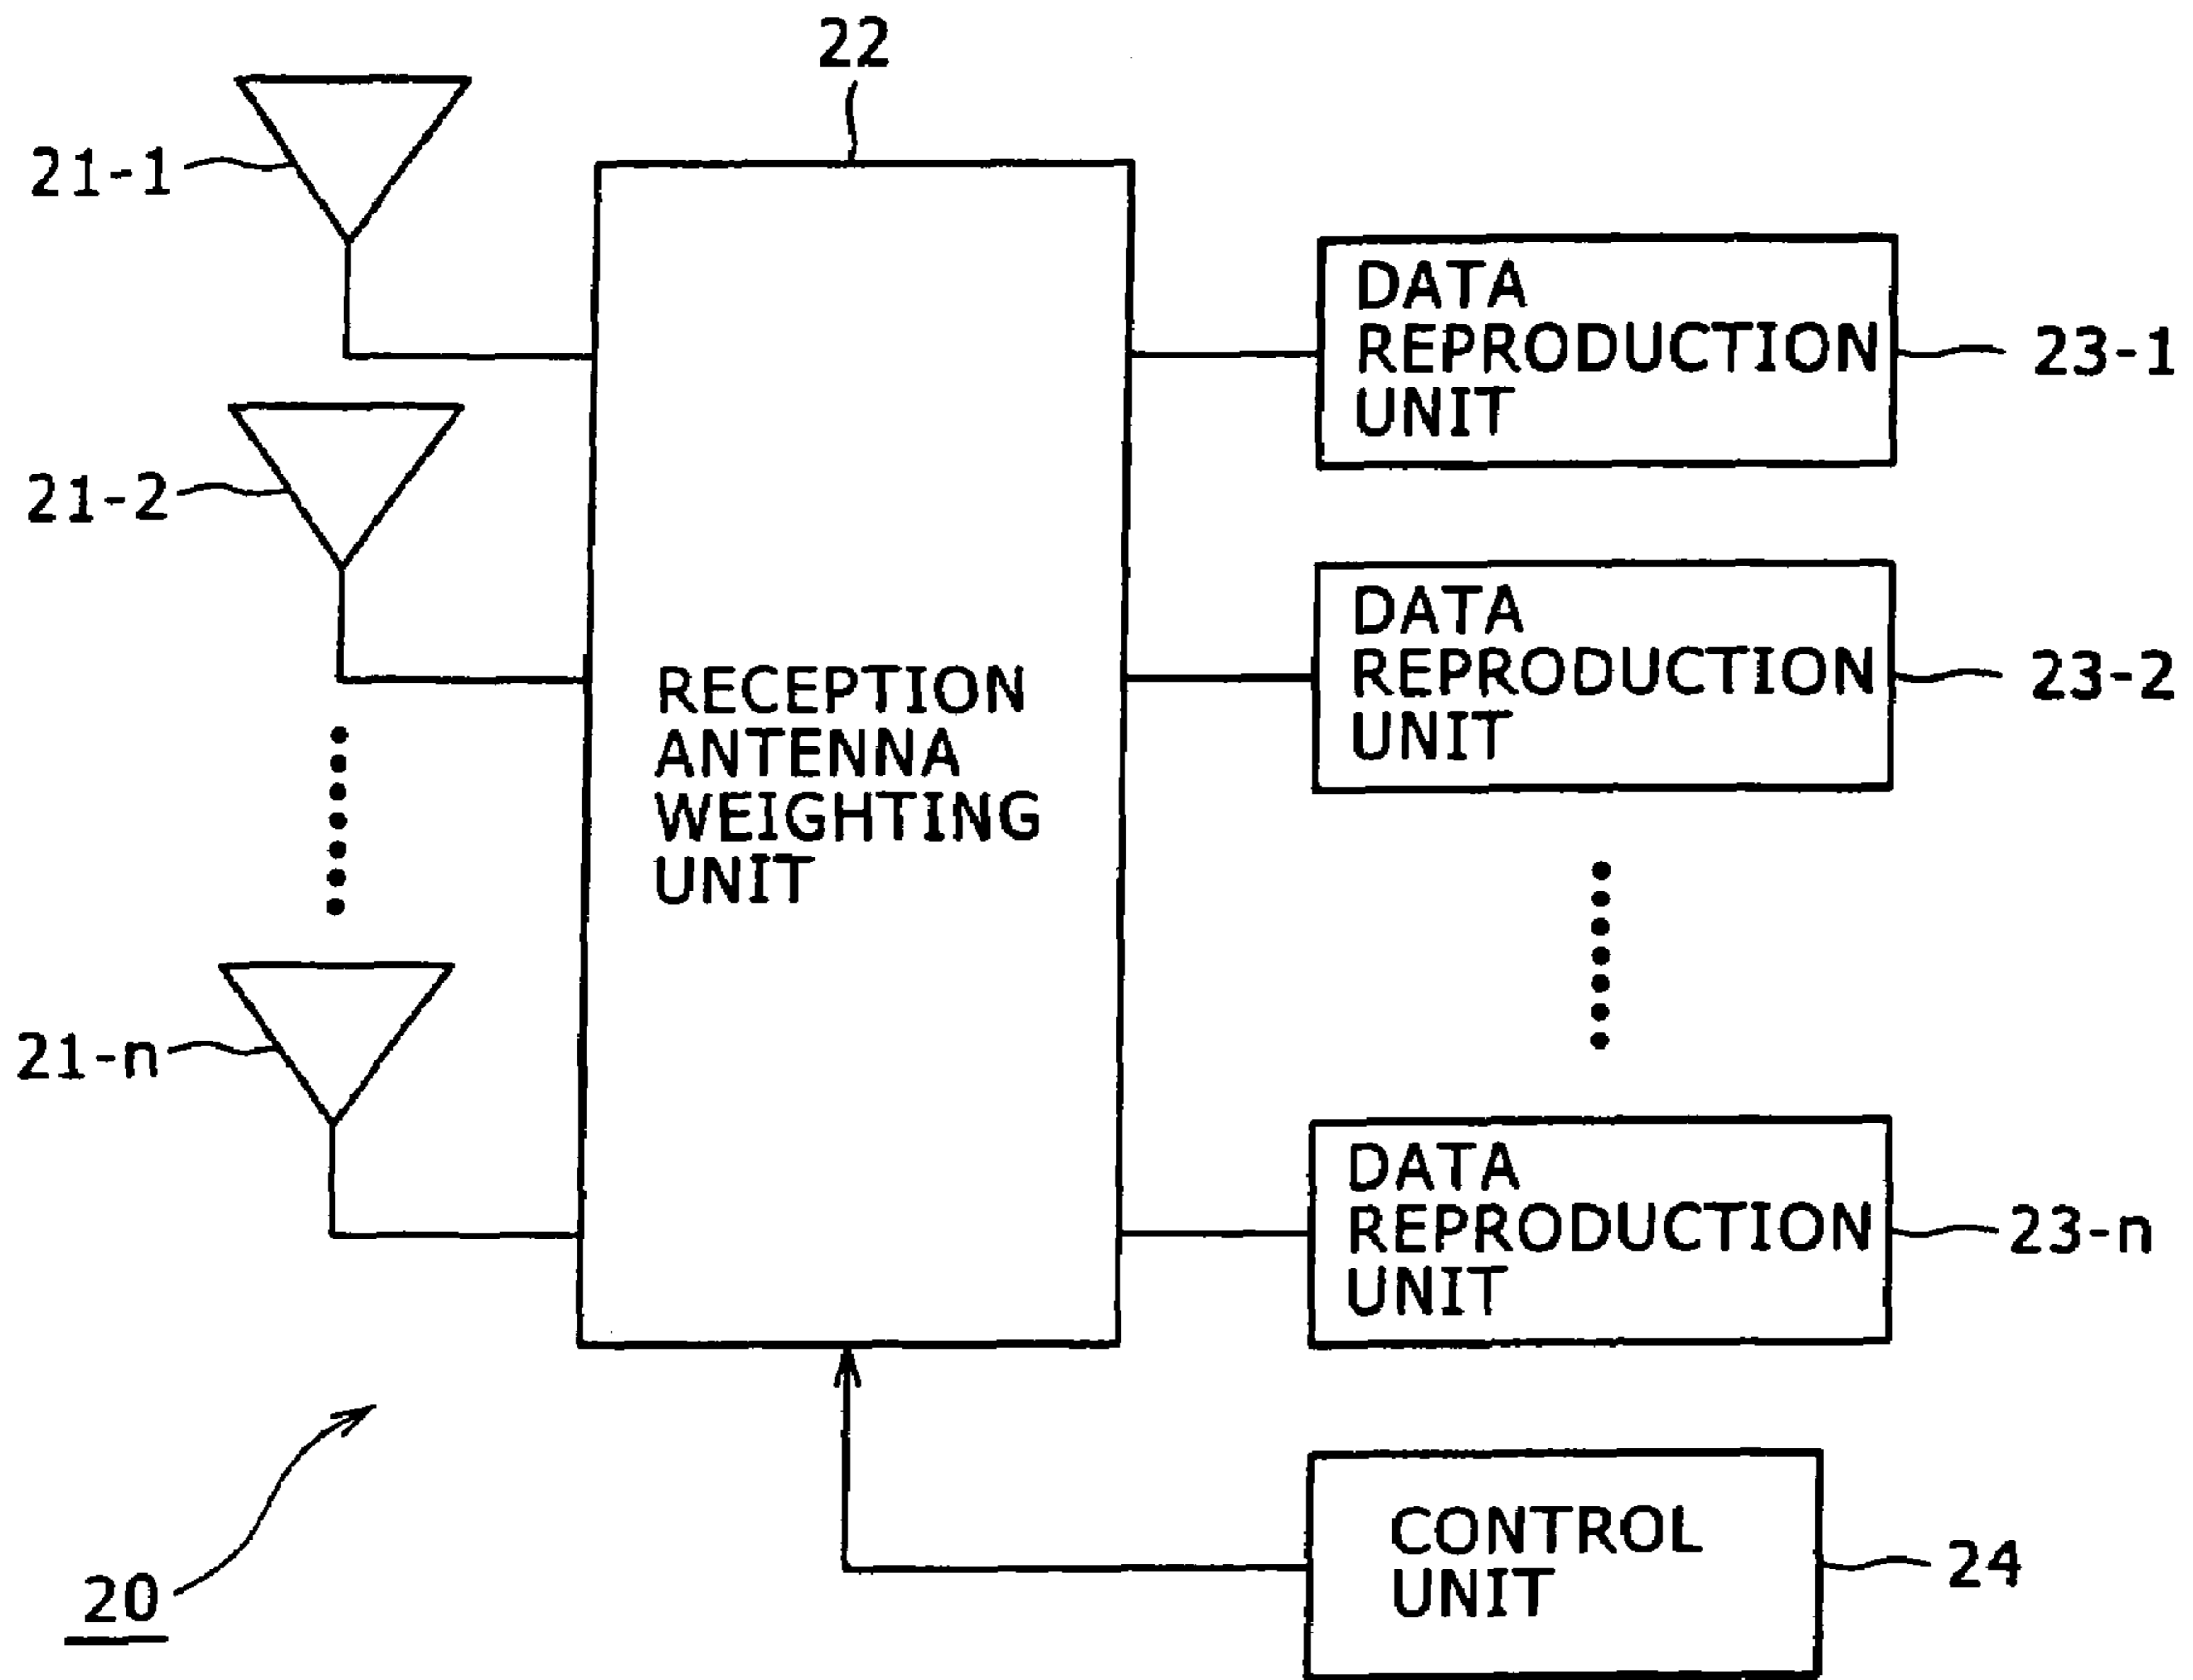 22
21-1
DATA
REPRODUCTION
UNIT
23-1
21-2
DATA
REPRODUCTION
UNIT
23-2
RECEPTION
ANTENNA
WEIGHTING
UNIT
21-n
DATA
REPRODUCTION
UNIT
23-n
CONTROL
UNIT
24
20